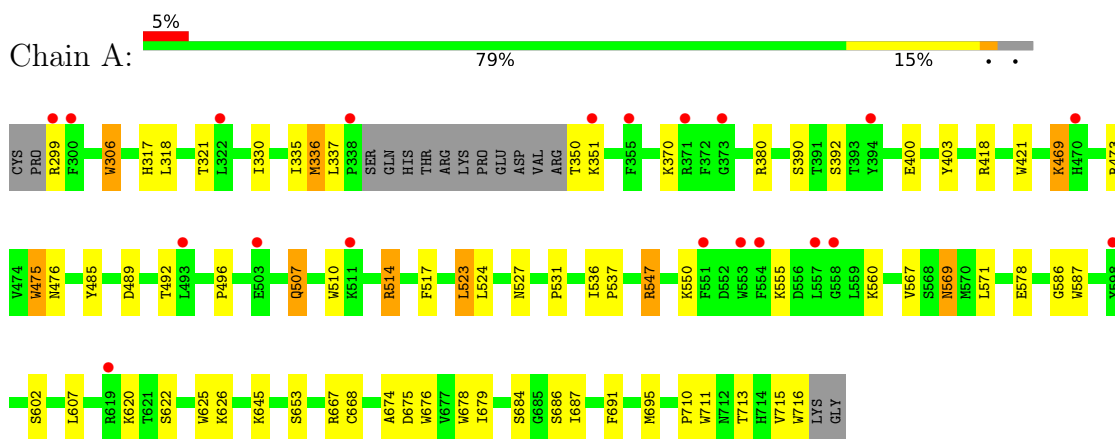 5%
Chain A:
79% 15% • •
CYS PRO R299 F300 W306 H317 L318 T321 L322 I330 I335 M336 L337 P338 SER GLN HIS THR ARG LYS PRO GLU ASP VAL ARG T350 K351 F355 K370 R371 F372 G373 R380 S390 T391 S392 T393 Y394 E400 Y403 R418 W421 K469 H470 R473
V474 W475 N476 Y485 D489 T492 L493 P496 E503 Q507 W510 K511 R514 F517 L523 L524 N527 P531 I536 P537 R547 K550 F551 D552 W553 F554 K555 D556 L557 G558 L559 K560 V567 S568 N569 M570 L571 E578 G586 W587 Y598
S602 L607 R619 K620 T621 S622 W625 K626 K645 S653 R667 C668 A674 D675 W676 V677 W678 I679 S684 G685 S686 I687 F691 M695 P710 W711 N712 T713 H714 V715 W716 LYS GLY